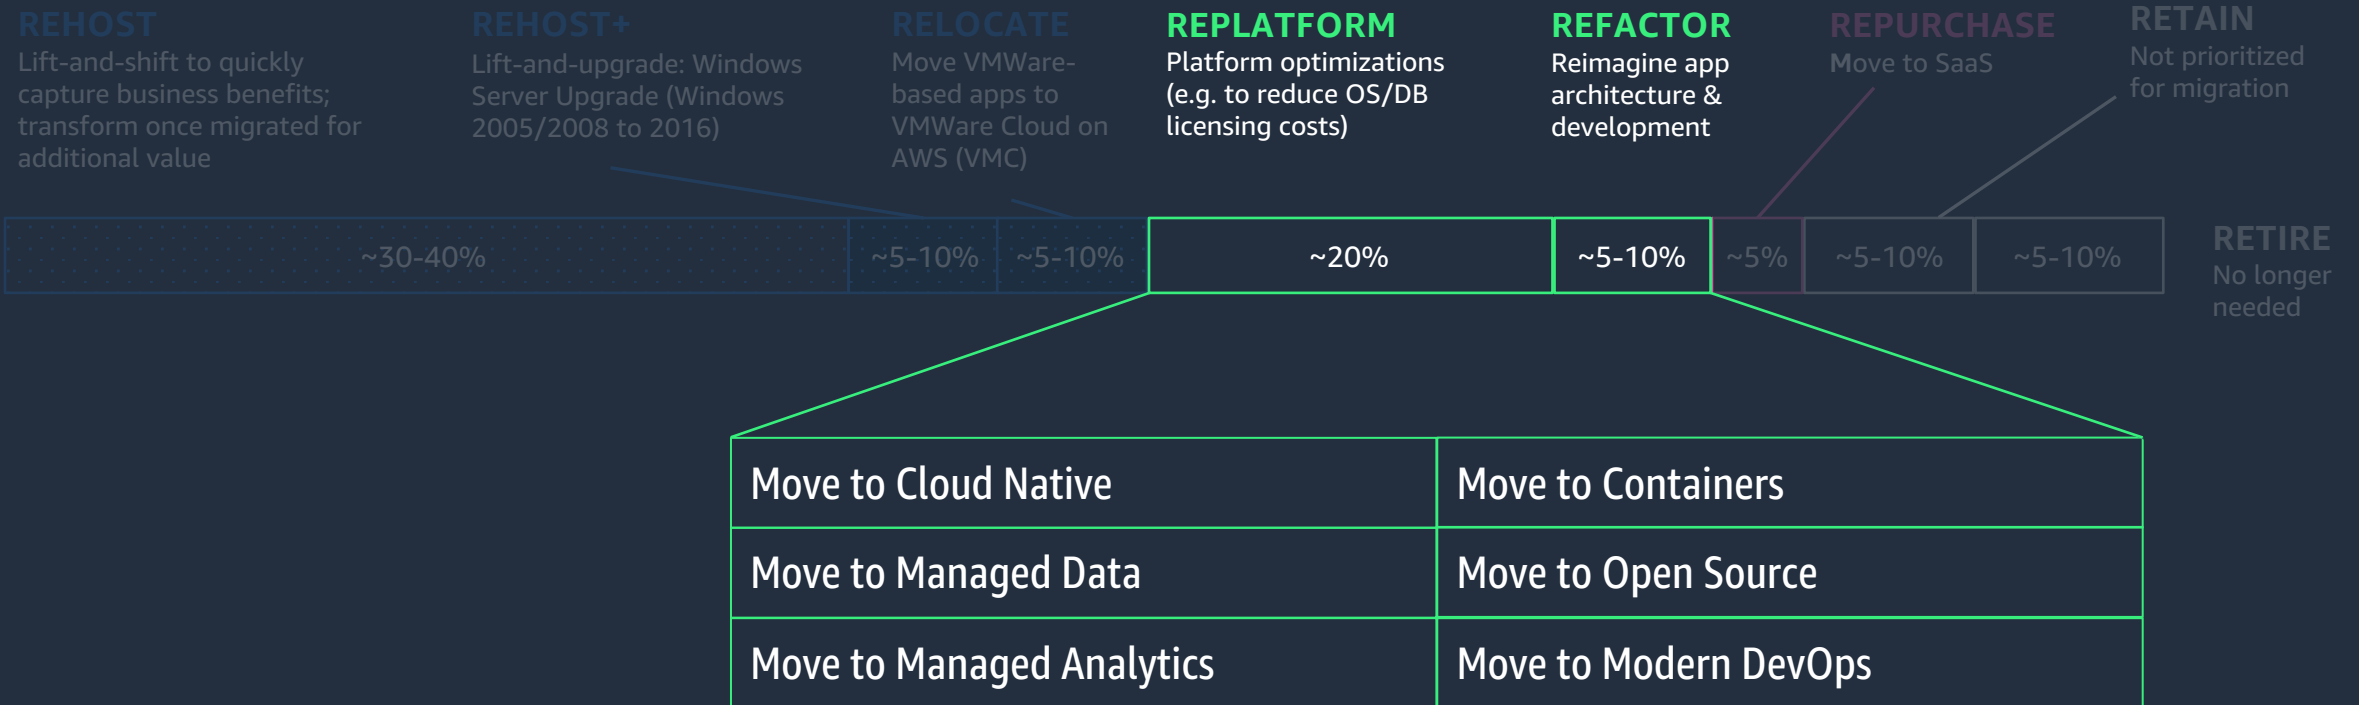 REHOST
Lift-and-shift to quickly
capture business benefits;
transform once migrated for
additional value
REHOST+
Lift-and-upgrade: Windows
Server Upgrade (Windows
2005/2008 to 2016)
RELOCATE
Move VMWare-
based apps to
VMWare Cloud on
AWS (VMC)
REPLATFORM
Platform optimizations
(e.g. to reduce OS/DB
licensing costs)
REFACTOR
Reimagine app
architecture &
development
REPURCHASE
Move to SaaS
RETAIN
Not prioritized
for migration
~30-40%
~5-10%
~5-10%
~20%
~5-10%
~5%
~5-10%
~5-10%
RETIRE
No longer
needed
Move to Cloud Native
Move to Containers
Move to Managed Data
Move to Open Source
Move to Managed Analytics
Move to Modern DevOps